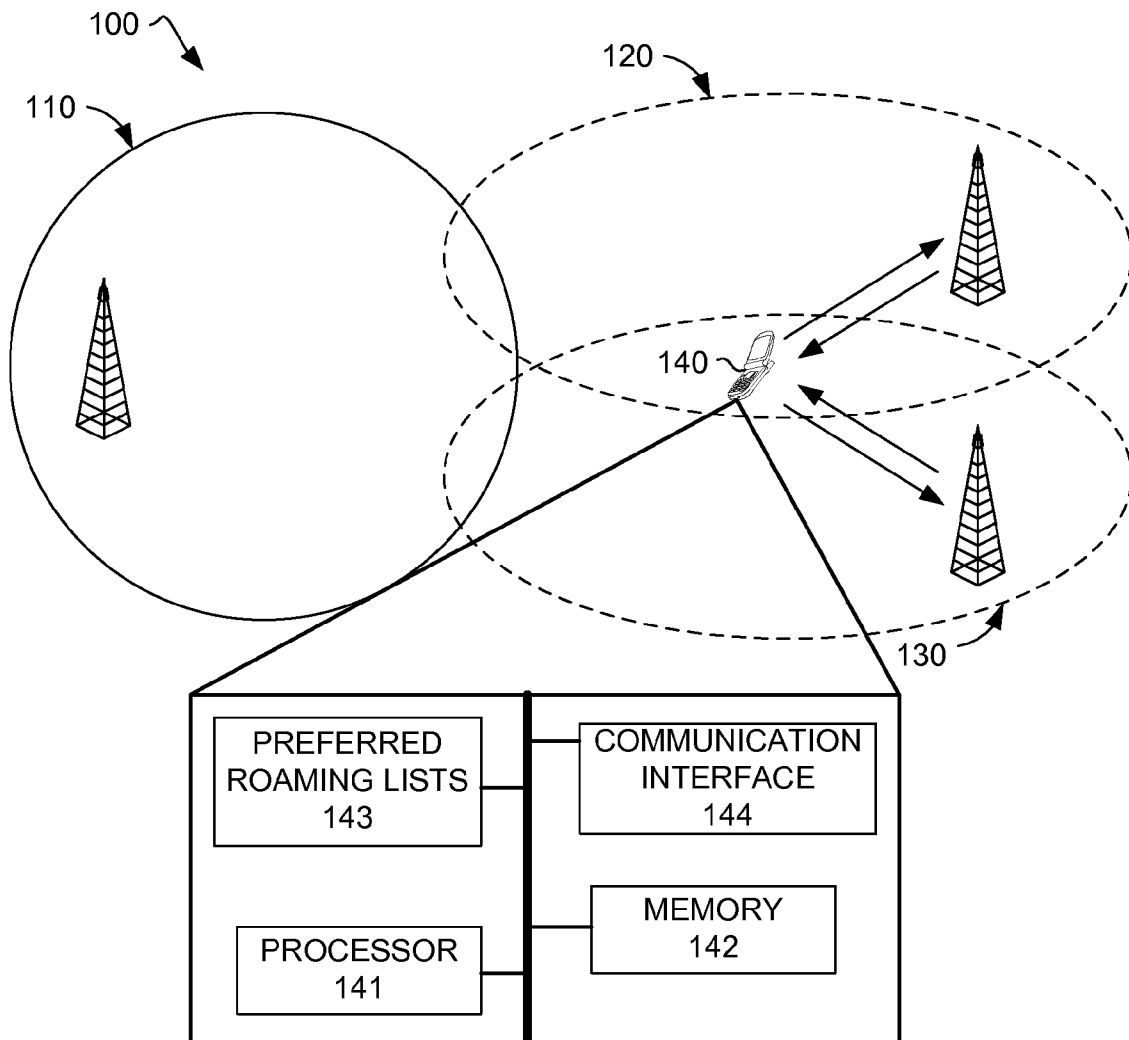 100
110
120
140
130
PREFERRED
ROAMING LISTS
143
COMMUNICATION
INTERFACE
144
PROCESSOR
141
MEMORY
142